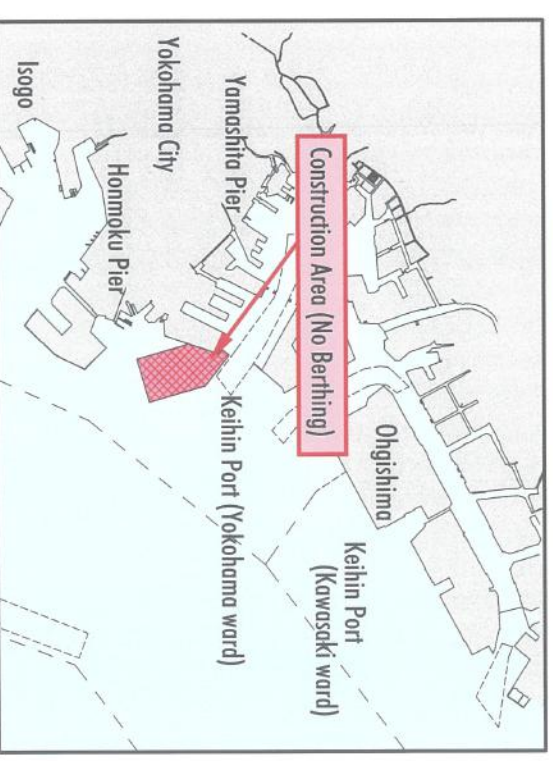 Construction Area (No Berthing)
Ohgishima
Keihin Port
(Kawasaki ward)
Yamashita Pier
Keihin Port (Yokohama ward)
Yokohama City
Honmoku Pier
Isogo